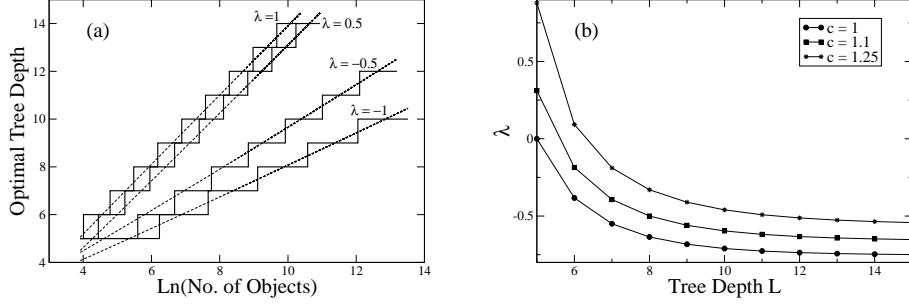 (a)
λ=1
λ=0.5
λ=−0.5
λ=−1
Optimal Tree Depth
14
12
10
8
6
4
2 4 6 8 10 12 14
Ln(No. of Objects)
(b)
c = 1
c = 1.1
c = 1.25
λ
0.5
0
-0.5
6 8 10 12 14
Tree Depth L